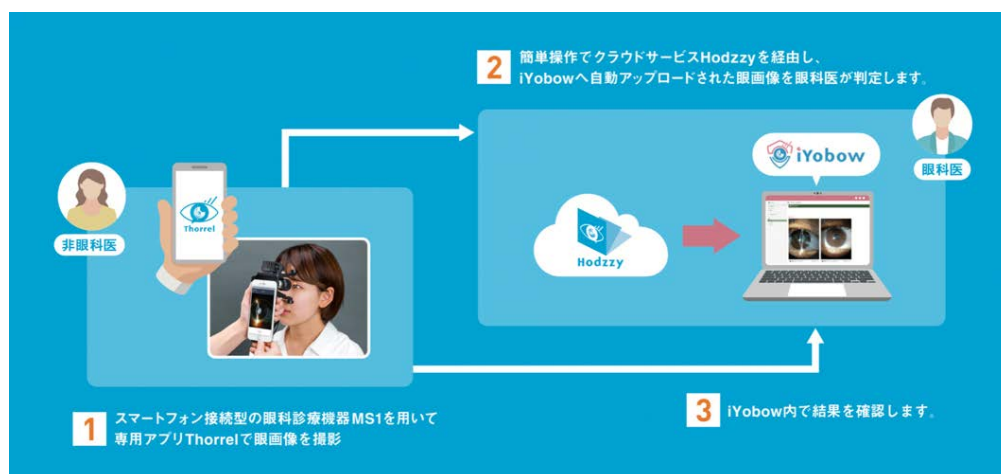 2 簡単操作でクラウドサービスHodzzyを経由し、
iYobowへ自動アップロードされた眼画像を眼科医が判定します。
iYobow
眼科医
Thorrel
非眼科医
Hodzzy
1 スマートフォン接続型の眼科診療機器MS1を用いて
専用アプリThorrelで眼画像を撮影
3 iYobow内で結果を確認します。